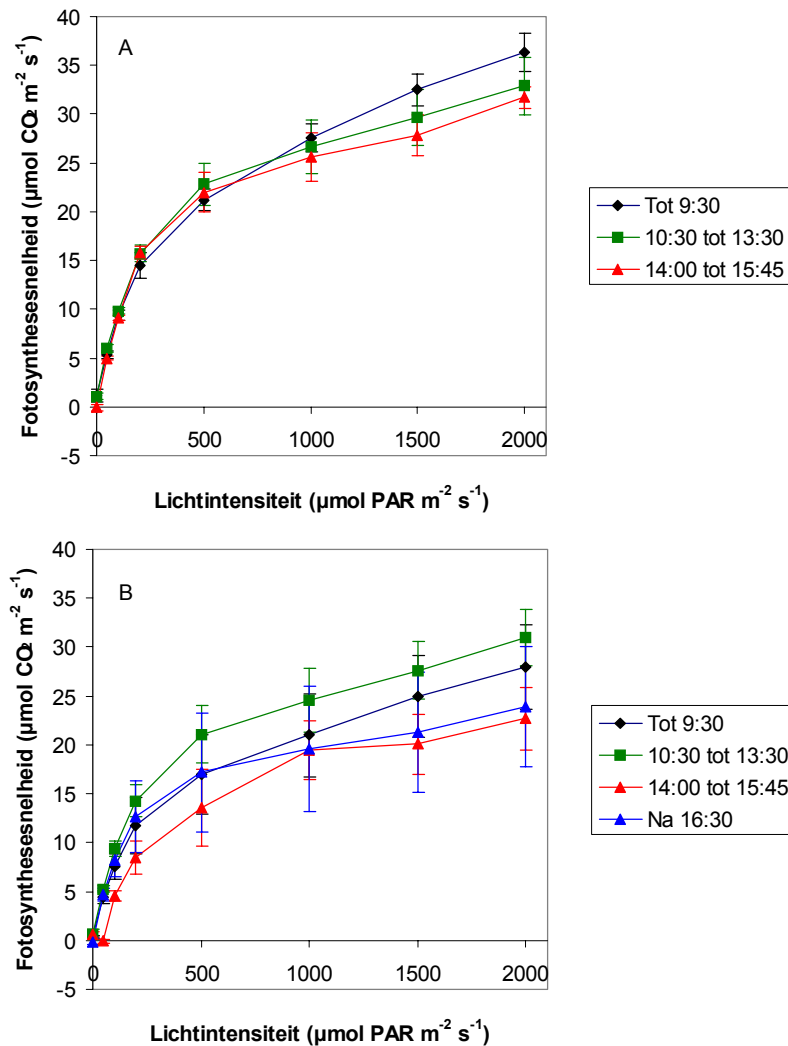 A
40
35
30
25
20
15
10
5
0
-5
0 500 1000 1500 2000
Fotosynthesesnelheid (µmol CO₂ m⁻² s⁻¹)
Lichtintensiteit (µmol PAR m⁻² s⁻¹)
Tot 9:30
10:30 tot 13:30
14:00 tot 15:45
B
40
35
30
25
20
15
10
5
0
-5
0 500 1000 1500 2000
Fotosynthesesnelheid (µmol CO₂ m⁻² s⁻¹)
Lichtintensiteit (µmol PAR m⁻² s⁻¹)
Tot 9:30
10:30 tot 13:30
14:00 tot 15:45
Na 16:30